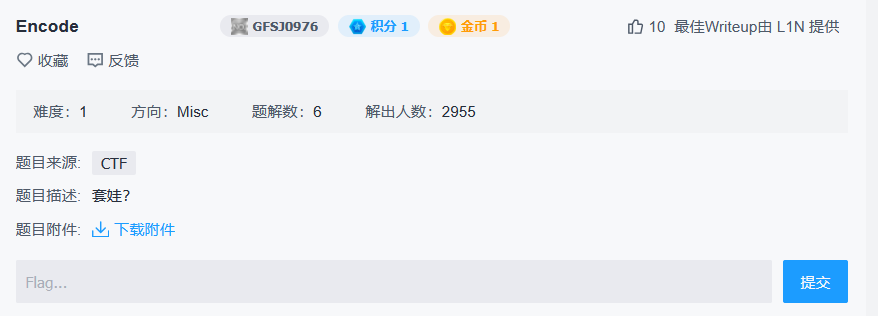 Encode GFSJ0976 积分 1 金币 1 10 最佳Writeup由 L1N 提供
收藏 反馈
难度：1 方向：Misc 题解数：6 解出人数：2955
题目来源: CTF
题目描述: 套娃？
题目附件: 下载附件
Flag... 提交